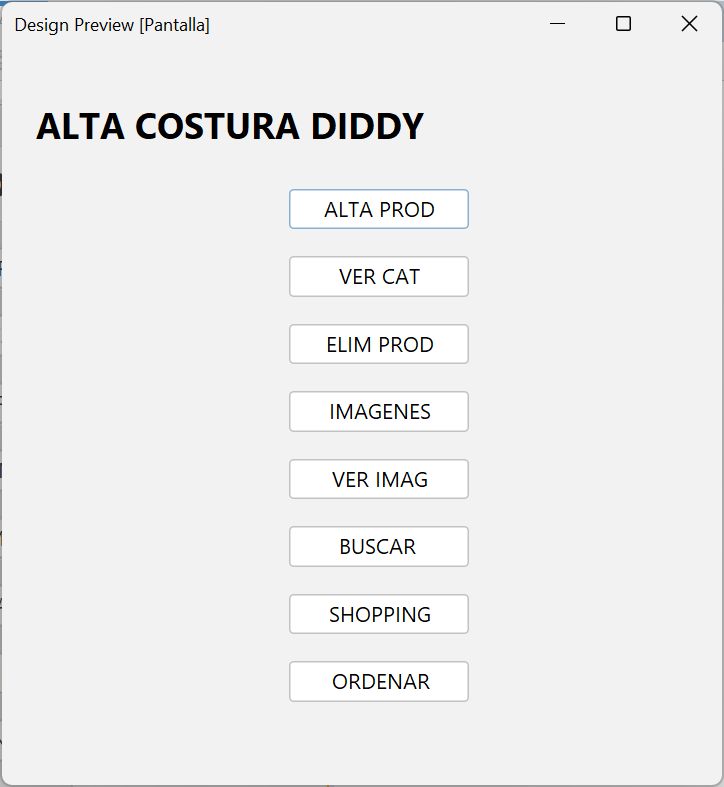 Design Preview [Pantalla]
ALTA COSTURA DIDDY
ALTA PROD
VER CAT
ELIM PROD
IMAGENES
VER IMAG
BUSCAR
SHOPPING
ORDENAR